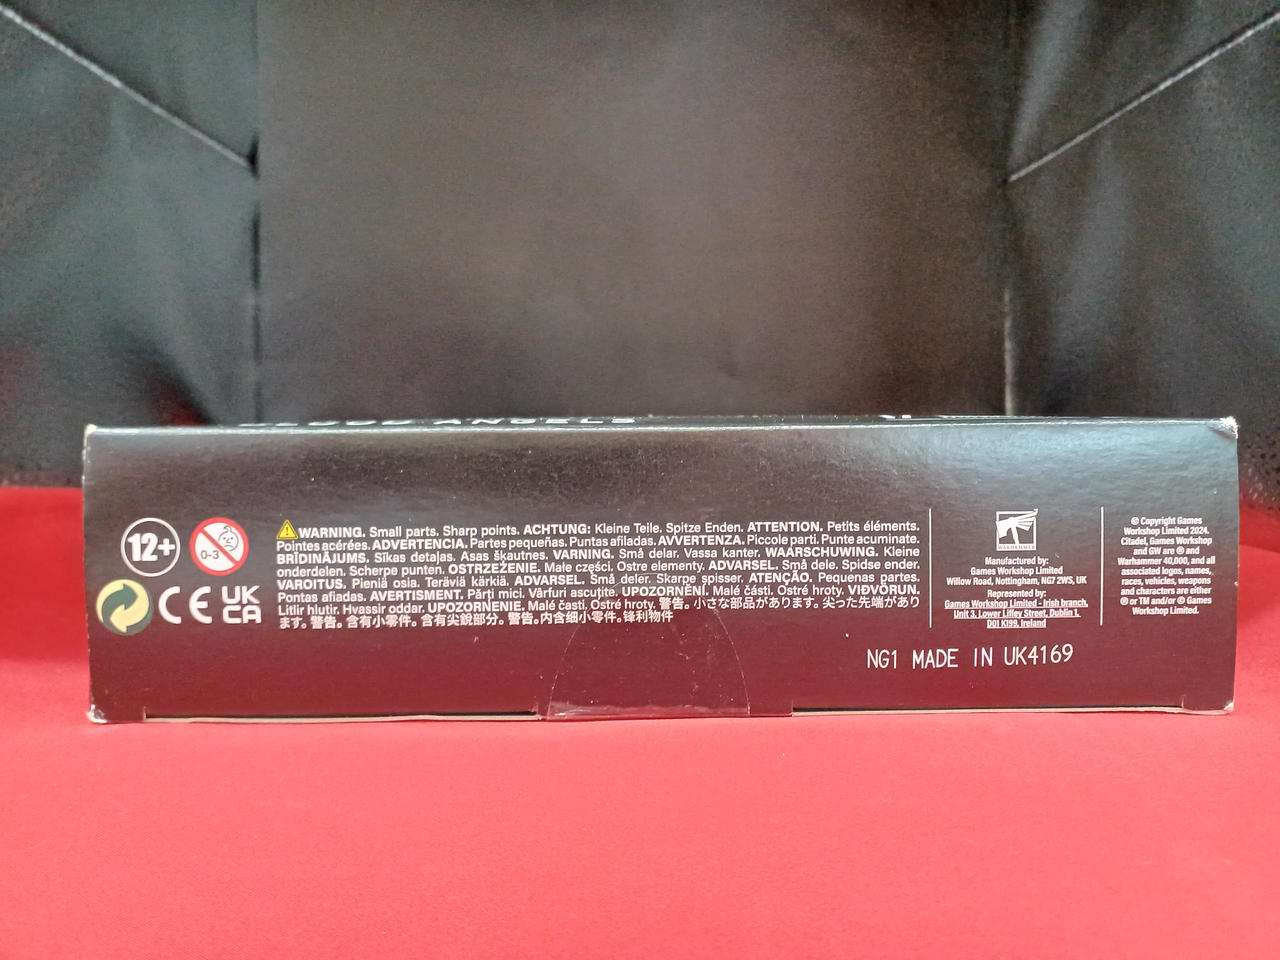 BLOOD ANGELS
12+
0-3
CE
UK
CA
WARNING. Small parts. Sharp points. ACHTUNG: Kleine Teile. Spitze Enden. ATTENTION. Petits éléments.
Pointes acérées. ADVERTENCIA. Partes pequeñas. Puntas afiladas. AVVERTENZA. Piccole parti. Punte acuminate.
BRĪDINĀJUMS. Sīkas detaļas. Asas šķautnes. VARNING. Små delar. Vassa kanter. WAARSCHUWING. Kleine
onderdelen. Scherpe punten. OSTRZEŻENIE. Małe części. Ostre elementy. ADVARSEL. Små dele. Spidse ender.
VAROITUS. Pieniä osia. Teräviä kärkiä. ADVARSEL. Små deler. Skarpe spisser. ATENÇÃO. Pequenas partes.
Pontas afiadas. AVERTISMENT. Părți mici. Vârfuri ascuțite. UPOZORNĚNÍ. Malé části. Ostré hroty. VIÐVÖRUN.
Litlir hlutir. Hvassir oddar. UPOZORNENIE. Malé časti. Ostré hroty. 警告。小さな部品があります。尖った先端があり
ます。警告。含有小零件。含有尖銳部分。警告。内含细小零件。锋利物件
WARHAMMER
Manufactured by:
Games Workshop Limited
Willow Road, Nottingham, NG7 2WS, UK
Represented by:
Games Workshop Limited - Irish branch,
Unit 3, Lower Liffey Street, Dublin 1,
D01 K199, Ireland
© Copyright Games
Workshop Limited 2024.
Citadel, Games Workshop
and GW are ® and
Warhammer 40,000, and all
associated logos, names,
races, vehicles, weapons
and characters are either
® or TM and/or © Games
Workshop Limited.
NG1 MADE IN UK4169